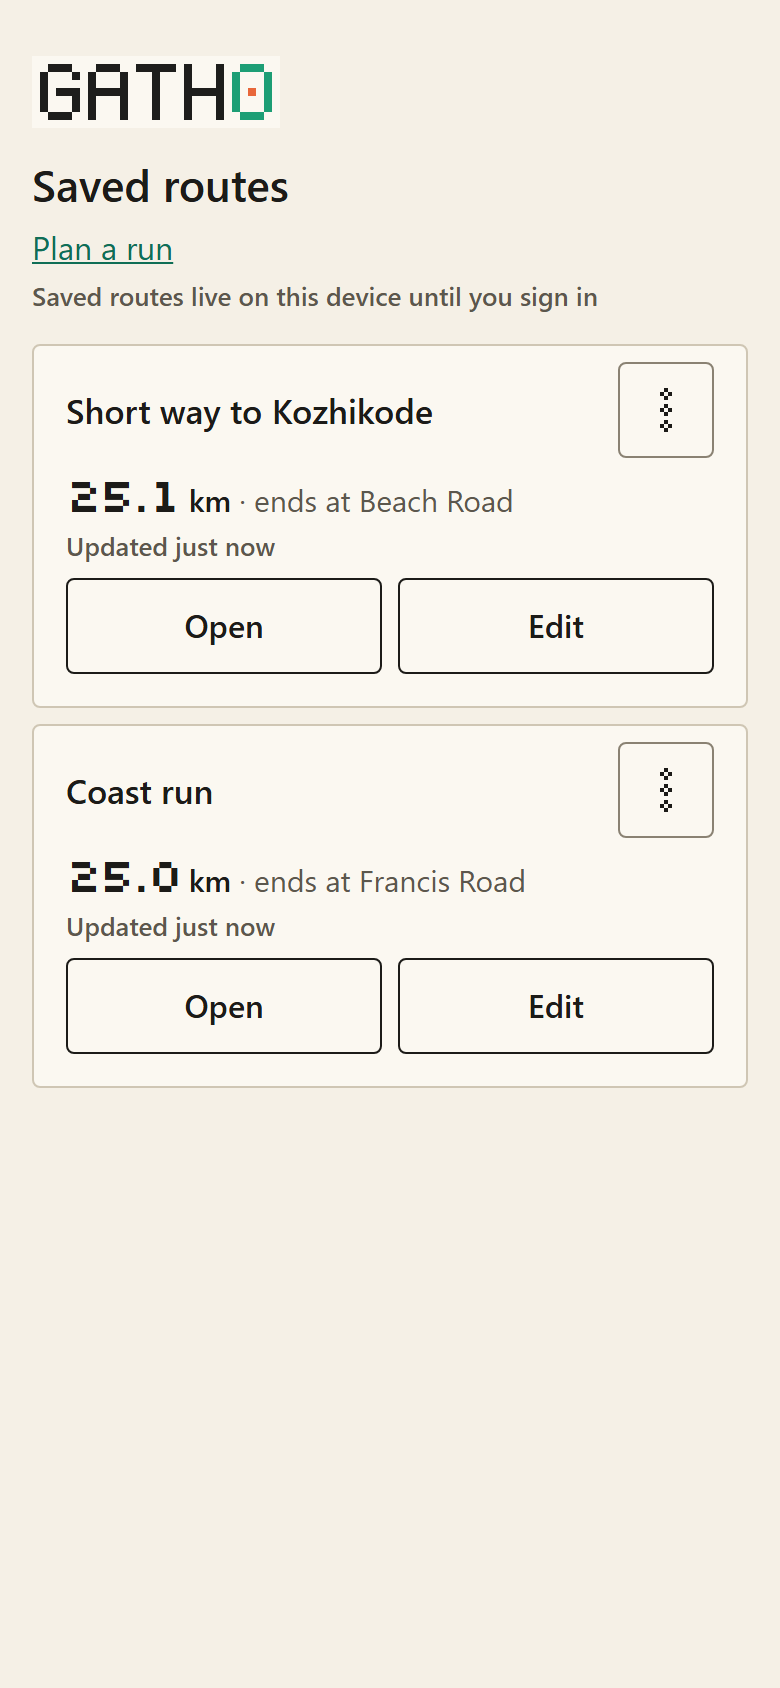 GATHO
Saved routes
Plan a run
Saved routes live on this device until you sign in
Short way to Kozhikode
25.1 km · ends at Beach Road
Updated just now
Open Edit
Coast run
25.0 km · ends at Francis Road
Updated just now
Open Edit